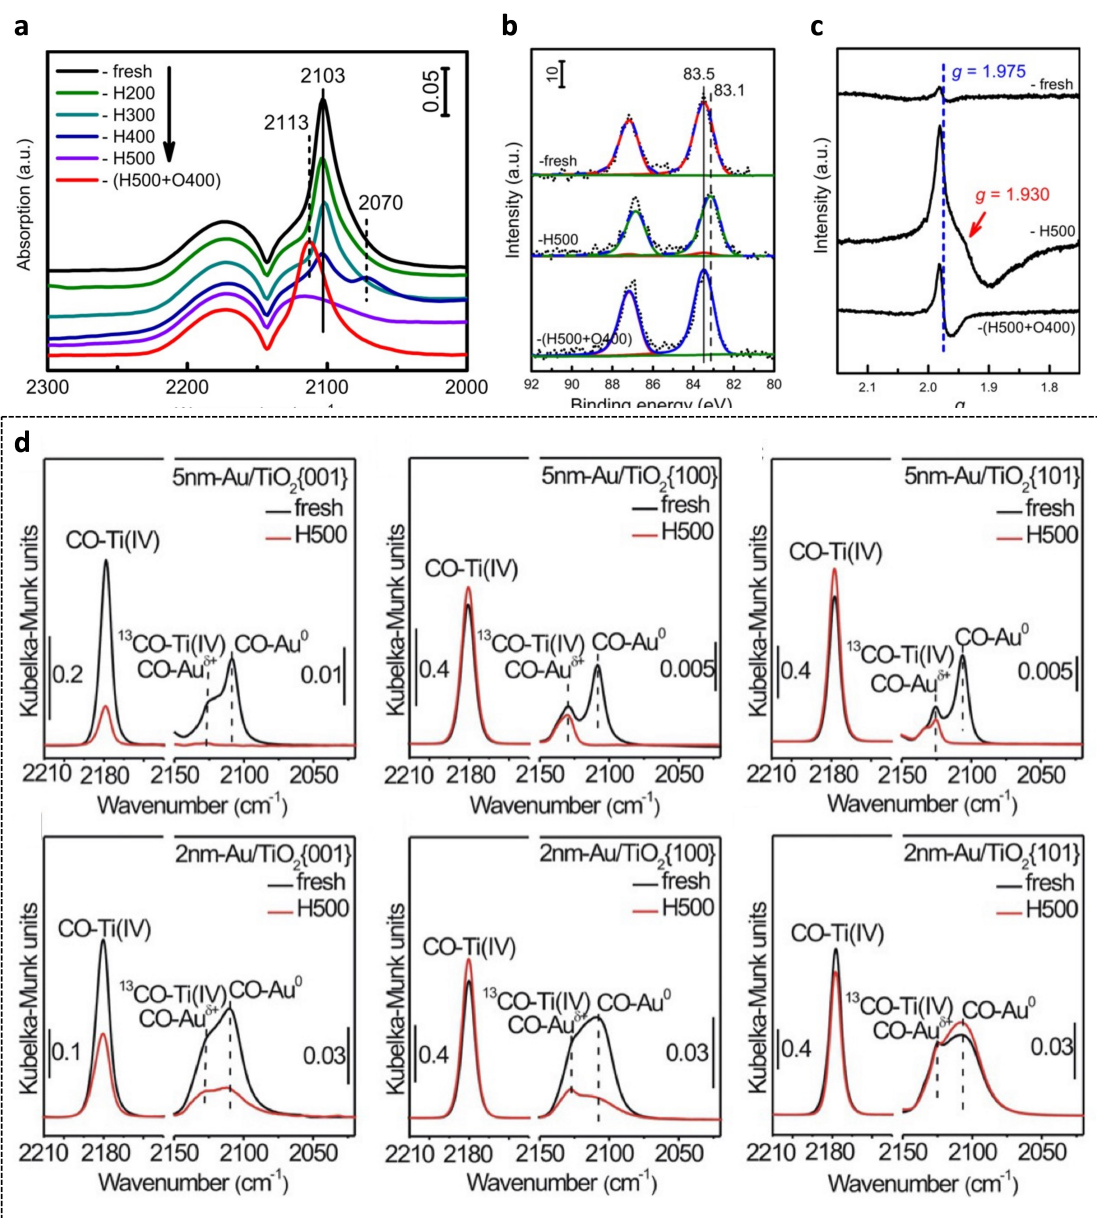 a
Absorption (a.u.)
- fresh
- H200
- H300
- H400
- H500
- (H500+O400)
2103
2113
2070
0.05
2300
2200
2100
2000
b
Intensity (a.u.)
10
83.5
83.1
-fresh
-H500
-(H500+O400)
92
90
88
86
84
82
80
Binding energy (eV)
c
Intensity (a.u.)
g = 1.975
- fresh
g = 1.930
- H500
-(H500+O400)
2.1
2.0
1.9
1.8
g
d
5nm-Au/TiO2{001}
fresh
H500
CO-Ti(IV)
13CO-Ti(IV)
CO-Auδ+
CO-Au0
0.2
0.01
Kubelka-Munk units
2210 2180 2150 2100 2050
Wavenumber (cm-1)
5nm-Au/TiO2{100}
fresh
H500
CO-Ti(IV)
13CO-Ti(IV)
CO-Auδ+
CO-Au0
0.4
0.005
Kubelka-Munk units
2210 2180 2150 2100 2050
Wavenumber (cm-1)
5nm-Au/TiO2{101}
fresh
H500
CO-Ti(IV)
13CO-Ti(IV)
CO-Auδ+
CO-Au0
0.4
0.005
Kubelka-Munk units
2210 2180 2150 2100 2050
Wavenumber (cm-1)
2nm-Au/TiO2{001}
fresh
H500
CO-Ti(IV)
13CO-Ti(IV)
CO-Auδ+
CO-Au0
0.1
0.03
Kubelka-Munk units
2210 2180 2150 2100 2050
Wavenumber (cm-1)
2nm-Au/TiO2{100}
fresh
H500
CO-Ti(IV)
13CO-Ti(IV)
CO-Auδ+
CO-Au0
0.4
0.03
Kubelka-Munk units
2210 2180 2150 2100 2050
Wavenumber (cm-1)
2nm-Au/TiO2{101}
fresh
H500
CO-Ti(IV)
13CO-Ti(IV)
CO-Auδ+
CO-Au0
0.4
0.03
Kubelka-Munk units
2210 2180 2150 2100 2050
Wavenumber (cm-1)